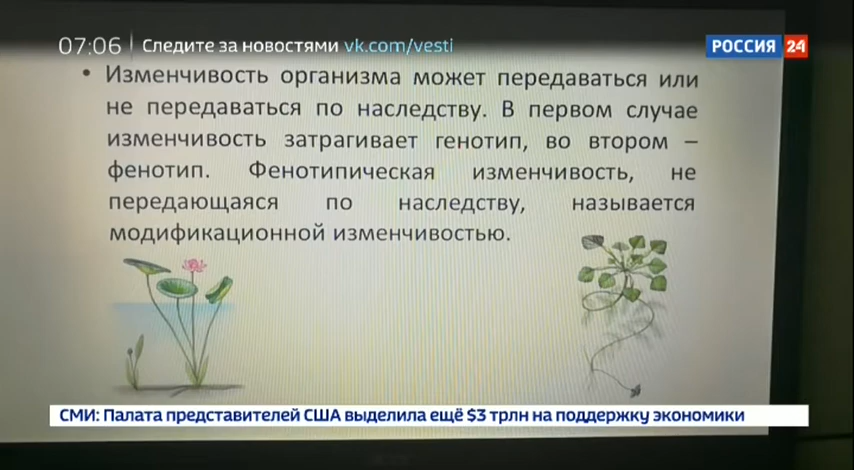 07:06 Следите за новостями vk.com/vesti
РОССИЯ 24
• Изменчивость организма может передаваться или
не передаваться по наследству. В первом случае
изменчивость затрагивает генотип, во втором –
фенотип. Фенотипическая изменчивость, не
передающаяся по наследству, называется
модификационной изменчивостью.
СМИ: Палата представителей США выделила ещё $3 трлн на поддержку экономики